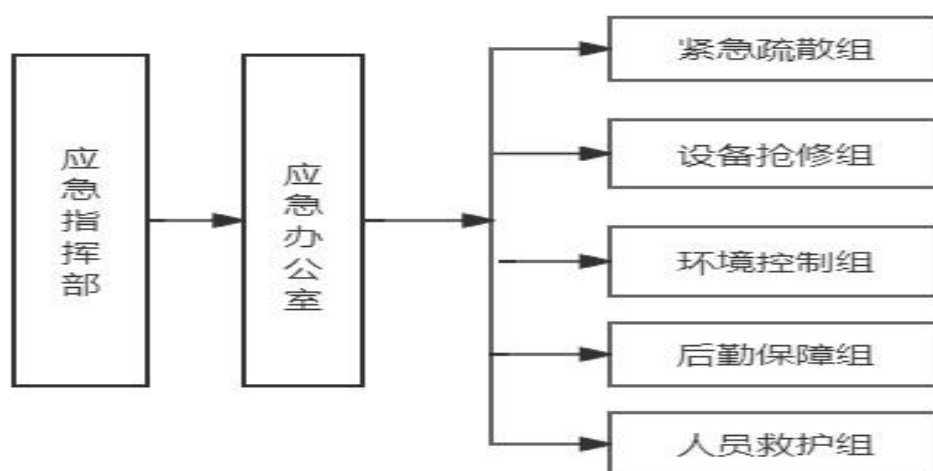 应急指挥部
应急办公室
紧急疏散组
设备抢修组
环境控制组
后勤保障组
人员救护组